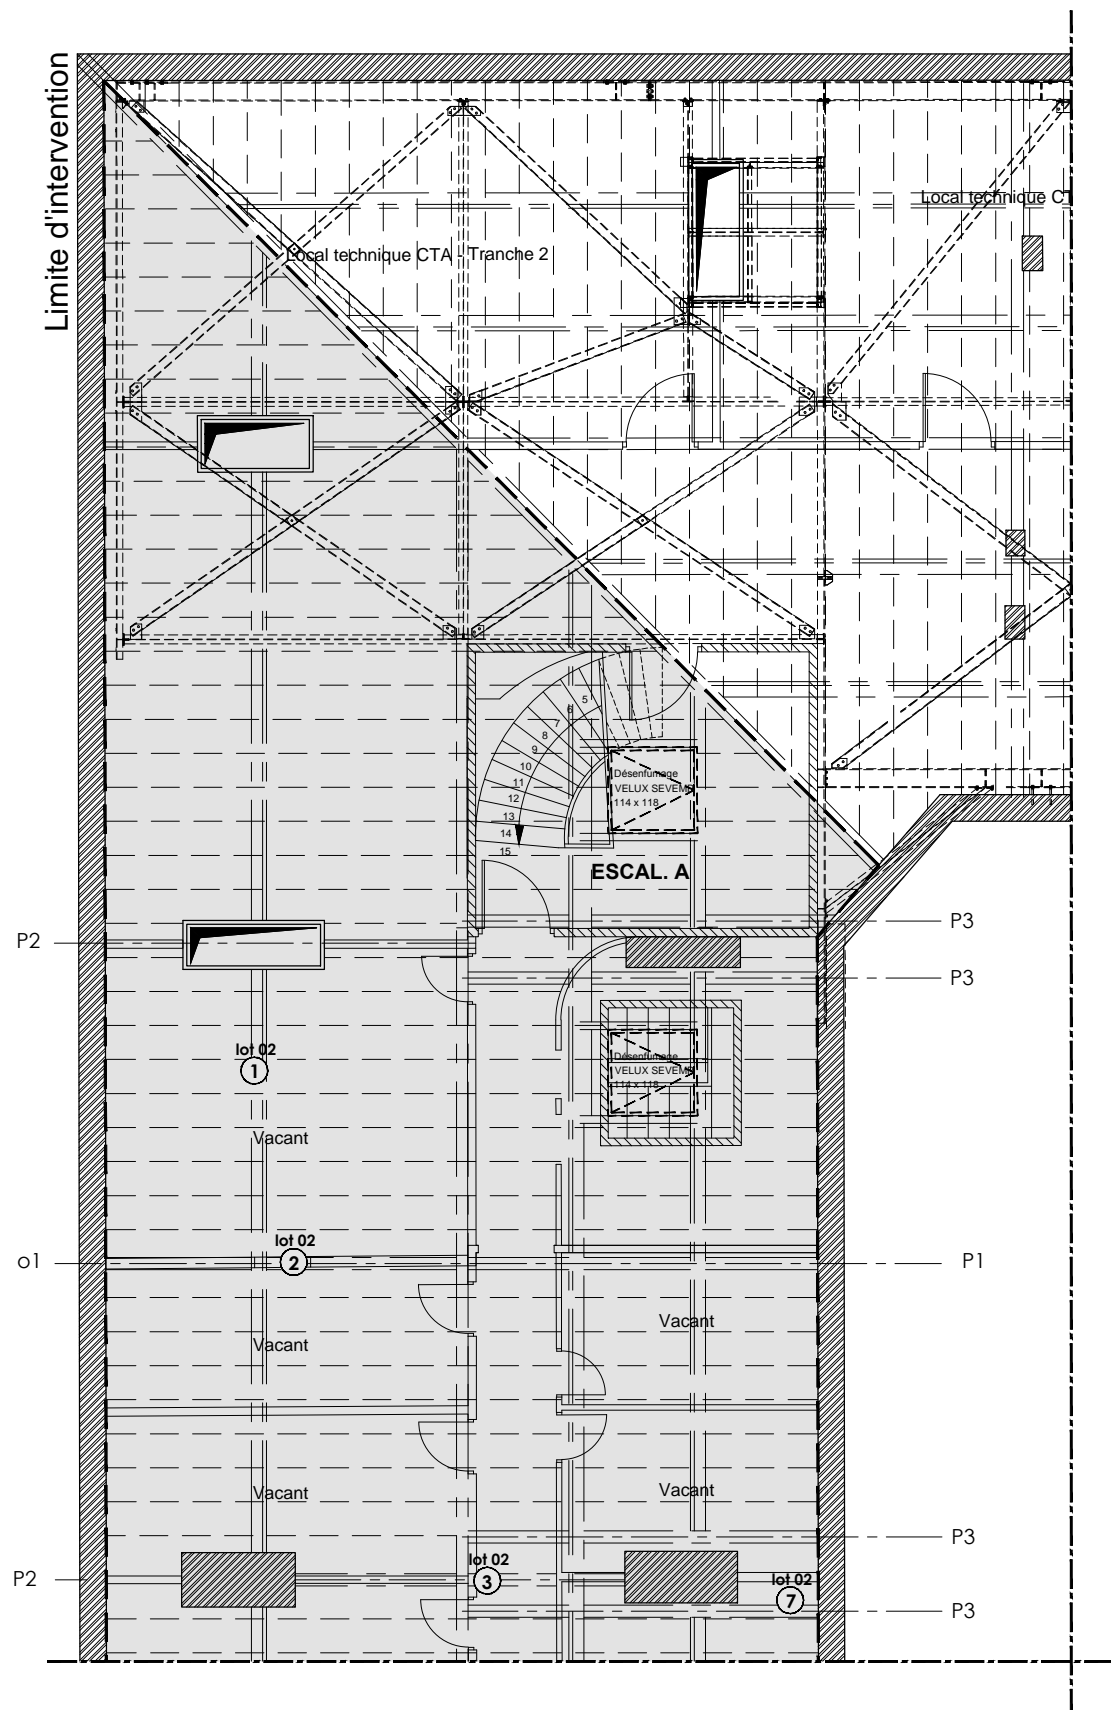 Limite d'intervention
Local technique CT
Local technique CTA - Tranche 2
5
6
7
8
9
10
11
12
13
14
15
Désenfumage
VELUX SEVEM
114 x 118
ESCAL. A
P3
P2
P3
lot 02
1
Désenfumage
VELUX SEVEM
114 x 118
Vacant
lot 02
2
o1
P1
Vacant
Vacant
Vacant
Vacant
P3
lot 02
3
P2
lot 02
7
P3